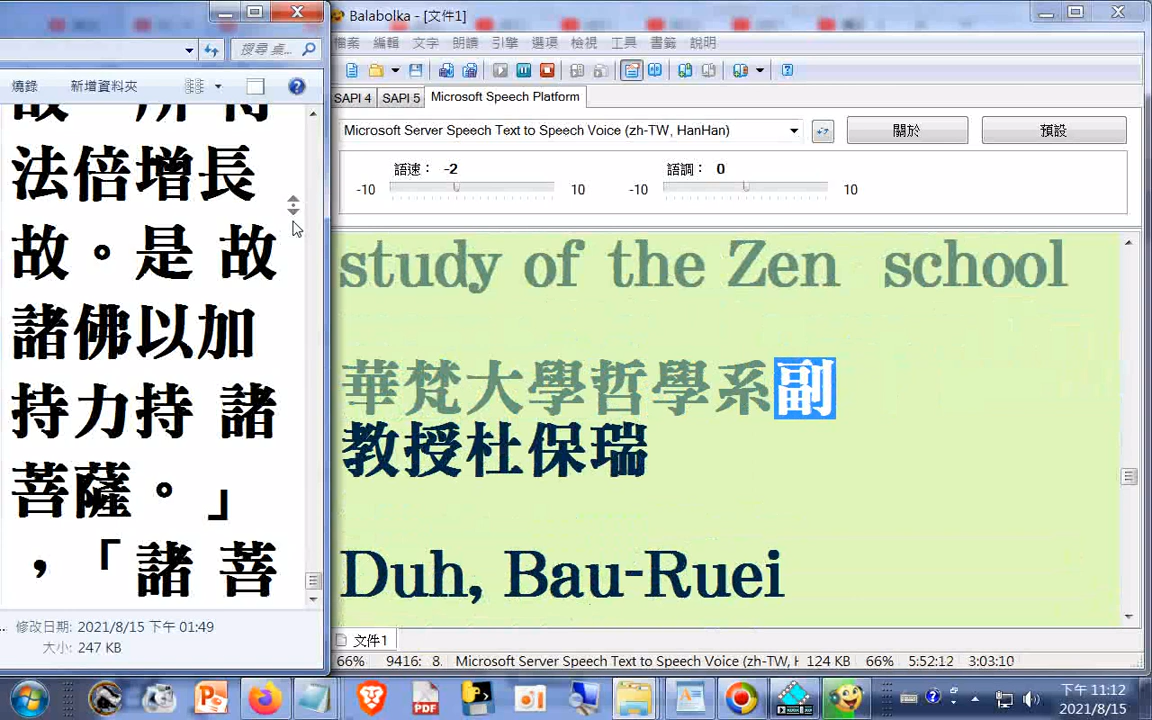 搜尋 桌...
燒錄
新增資料夾
法倍增長
故。是 故
諸佛以加
持力持 諸
菩薩。」
，「諸 菩
修改日期: 2021/8/15 下午 01:49
大小: 247 KB
Balabolka - [文件1]
檔案 編輯 文字 朗讀 引擎 選項 檢視 工具 書籤 說明
SAPI 4 SAPI 5 Microsoft Speech Platform
Microsoft Server Speech Text to Speech Voice (zh-TW, HanHan)
關於
預設
語速： -2
語調： 0
-10 10 -10 10
study of the Zen school
華梵大學哲學系副
教授杜保瑞
Duh, Bau-Ruei
文件1
66% 9416: 8. Microsoft Server Speech Text to Speech Voice (zh-TW, H 124 KB 66% 5:52:12 3:03:10
PDF
下午 11:12
2021/8/15